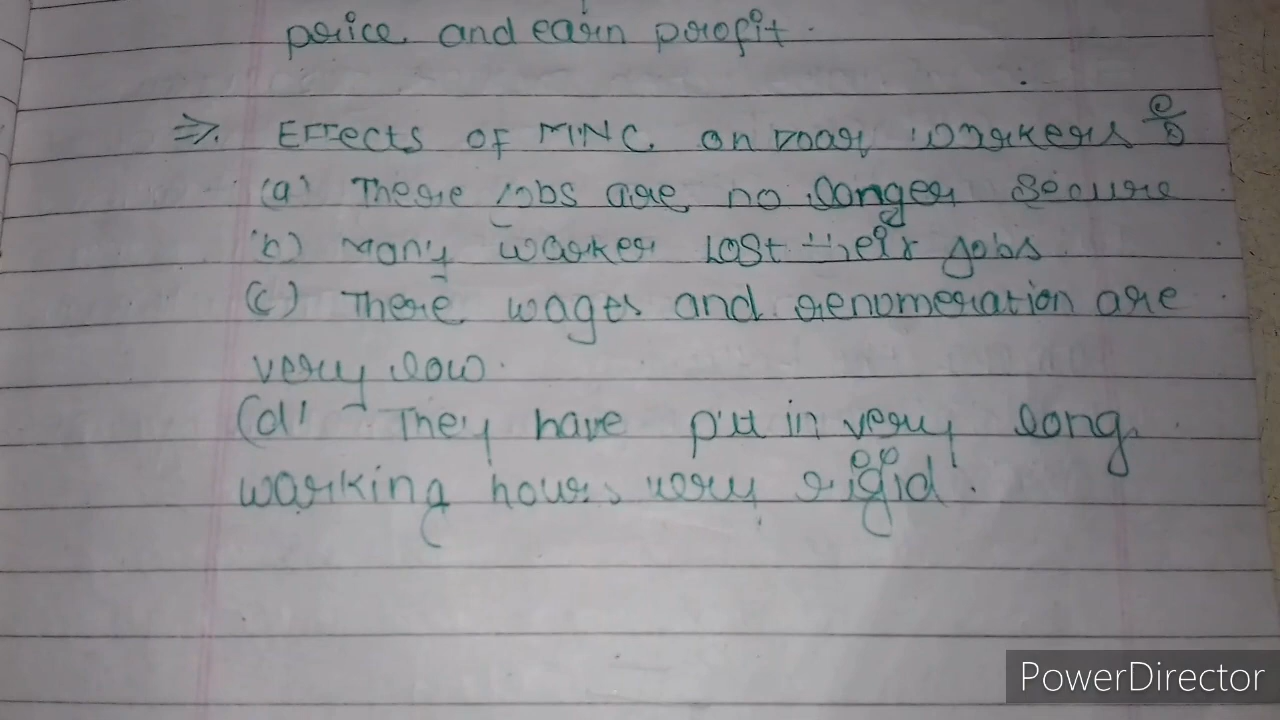 price and earn profit.
⇒ Effects of MNC on poor workers :-
(a) There jobs are no longer secure
(b) Many worker lost their jobs
(c) There wages and renomeration are
very low.
(d) They have put in very long
working hours very rigid.
PowerDirector